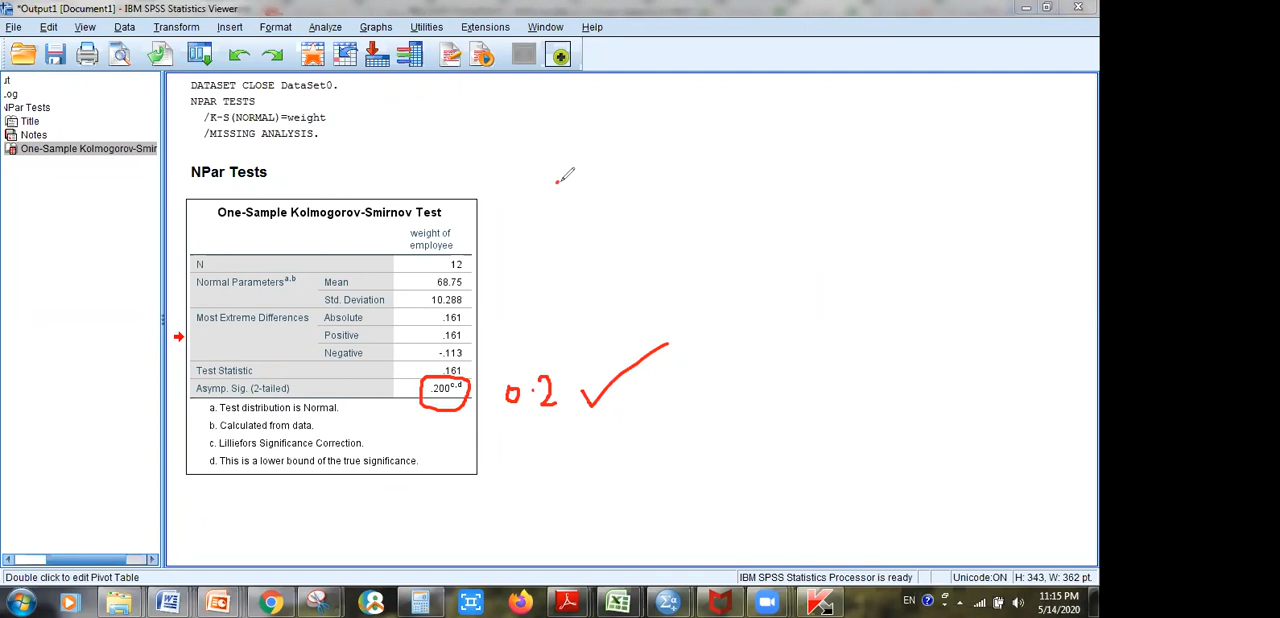 *Output1 [Document1] - IBM SPSS Statistics Viewer
File Edit View Data Transform Insert Format Analyze Graphs Utilities Extensions Window Help
DATASET CLOSE DataSet0.
NPAR TESTS
/K-S(NORMAL)=weight
/MISSING ANALYSIS.
rt
.og
NPar Tests
Title
Notes
One-Sample Kolmogorov-Smir
NPar Tests
One-Sample Kolmogorov-Smirnov Test
weight of
employee
N 12
Normal Parameters a,b Mean 68.75
Std. Deviation 10.288
Most Extreme Differences Absolute .161
Positive .161
Negative -.113
Test Statistic .161
Asymp. Sig. (2-tailed) .200 c,d
0.2
a. Test distribution is Normal.
b. Calculated from data.
c. Lilliefors Significance Correction.
d. This is a lower bound of the true significance.
Double click to edit Pivot Table
IBM SPSS Statistics Processor is ready
Unicode:ON H: 343, W: 362 pt.
EN
11:15 PM
5/14/2020